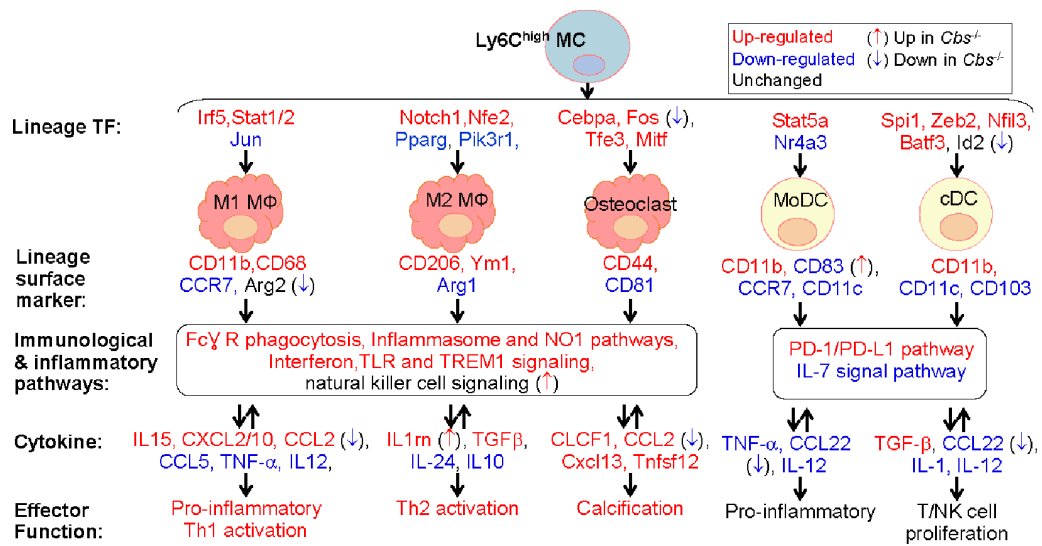 Ly6Chigh MC
Up-regulated (↑) Up in Cbs-/-
Down-regulated (↓) Down in Cbs-/-
Unchanged
Lineage TF:
Irf5,Stat1/2
Jun
Notch1,Nfe2,
Pparg, Pik3r1,
Cebpa, Fos (↓),
Tfe3, Mitf
Stat5a
Nr4a3
Spi1, Zeb2, Nfil3,
Batf3, Id2 (↓)
M1 MΦ
M2 MΦ
Osteoclast
MoDC
cDC
Lineage
surface
marker:
CD11b,CD68
CCR7, Arg2 (↓)
CD206, Ym1,
Arg1
CD44,
CD81
CD11b, CD83 (↑),
CCR7, CD11c
CD11b,
CD11c, CD103
Immunological
& inflammatory
pathways:
FcƔ R phagocytosis, Inflammasome and NO1 pathways,
Interferon,TLR and TREM1 signaling,
natural killer cell signaling (↑)
PD-1/PD-L1 pathway
IL-7 signal pathway
Cytokine:
IL15, CXCL2/10, CCL2 (↓),
CCL5, TNF-α, IL12,
IL1rn (↑), TGFβ,
IL-24, IL10
CLCF1, CCL2 (↓),
Cxcl13, Tnfsf12
TNF-α, CCL22
(↓), IL-12
TGF-β, CCL22 (↓),
IL-1, IL-12
Effector
Function:
Pro-inflammatory
Th1 activation
Th2 activation
Calcification
Pro-inflammatory
T/NK cell
proliferation